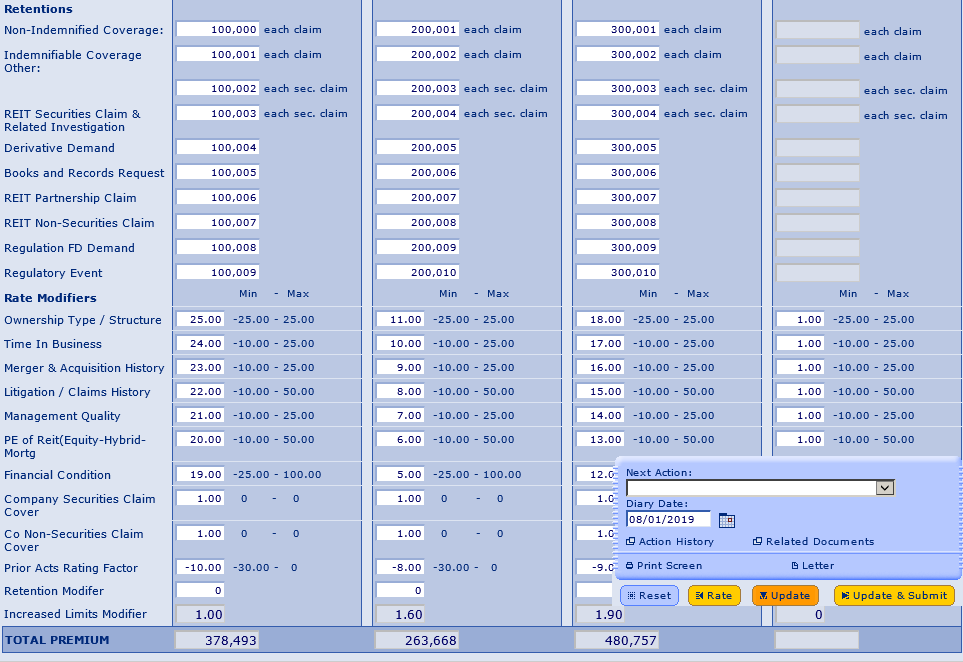 Retentions
Non-Indemnified Coverage: 100,000 each claim 200,001 each claim 300,001 each claim each claim
Indemnifiable Coverage 100,001 each claim 200,002 each claim 300,002 each claim each claim
Other:
100,002 each sec. claim 200,003 each sec. claim 300,003 each sec. claim each sec. claim
REIT Securities Claim & 100,003 each sec. claim 200,004 each sec. claim 300,004 each sec. claim each sec. claim
Related Investigation
Derivative Demand 100,004 200,005 300,005
Books and Records Request 100,005 200,006 300,006
REIT Partnership Claim 100,006 200,007 300,007
REIT Non-Securities Claim 100,007 200,008 300,008
Regulation FD Demand 100,008 200,009 300,009
Regulatory Event 100,009 200,010 300,010
Rate Modifiers Min - Max Min - Max Min - Max Min - Max
Ownership Type / Structure 25.00 -25.00 - 25.00 11.00 -25.00 - 25.00 18.00 -25.00 - 25.00 1.00 -25.00 - 25.00
Time In Business 24.00 -10.00 - 25.00 10.00 -10.00 - 25.00 17.00 -10.00 - 25.00 1.00 -10.00 - 25.00
Merger & Acquisition History 23.00 -10.00 - 25.00 9.00 -10.00 - 25.00 16.00 -10.00 - 25.00 1.00 -10.00 - 25.00
Litigation / Claims History 22.00 -10.00 - 50.00 8.00 -10.00 - 50.00 15.00 -10.00 - 50.00 1.00 -10.00 - 50.00
Management Quality 21.00 -10.00 - 25.00 7.00 -10.00 - 25.00 14.00 -10.00 - 25.00 1.00 -10.00 - 25.00
PE of Reit(Equity-Hybrid- 20.00 -10.00 - 50.00 6.00 -10.00 - 50.00 13.00 -10.00 - 50.00 1.00 -10.00 - 50.00
Mortg
Financial Condition 19.00 -25.00 - 100.00 5.00 -25.00 - 100.00 12.0
Company Securities Claim 1.00 0 - 0 1.00 0 - 0 1.0
Cover
Co Non-Securities Claim 1.00 0 - 0 1.00 0 - 0 1.0
Cover
Prior Acts Rating Factor -10.00 -30.00 - 0 -8.00 -30.00 - 0 -9.0
Retention Modifer 0 0
Increased Limits Modifier 1.00 1.60 1.90 0
TOTAL PREMIUM 378,493 263,668 480,757
Next Action:
Diary Date:
08/01/2019
Action History Related Documents
Print Screen Letter
Reset Rate Update Update & Submit